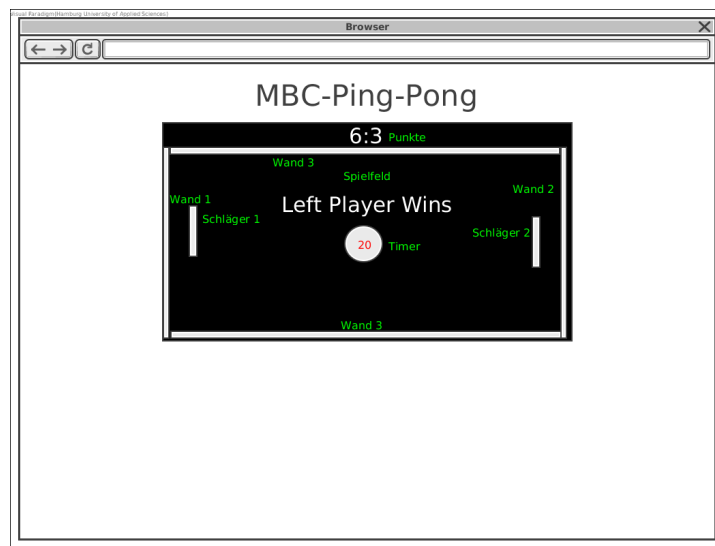 Visual Paradigm(Hamburg University of Applied Sciences)
Browser
MBC-Ping-Pong
6:3 Punkte
Wand 3
Spielfeld
Wand 2
Wand 1
Left Player Wins
Schläger 1
Schläger 2
20 Timer
Wand 3